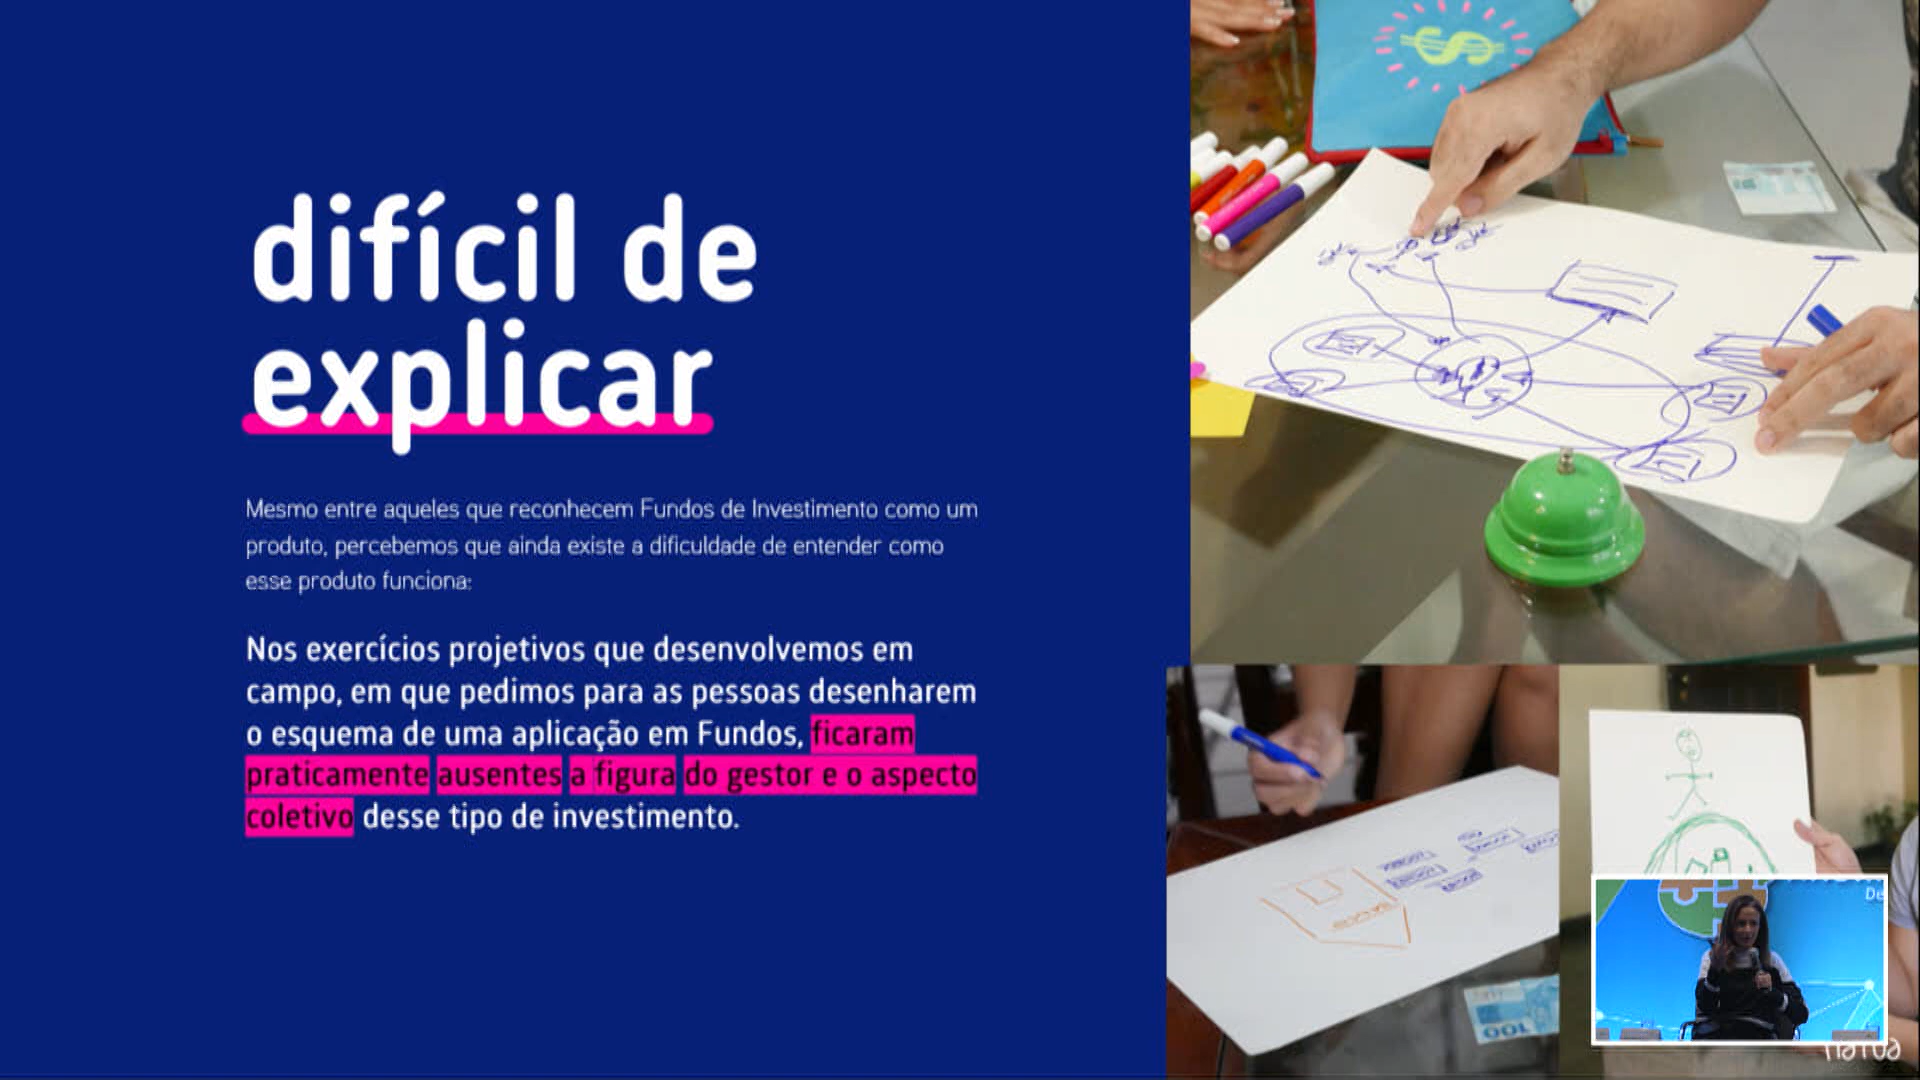 difícil de
explicar
Mesmo entre aqueles que reconhecem Fundos de Investimento como um
produto, percebemos que ainda existe a dificuldade de entender como
esse produto funciona:
Nos exercícios projetivos que desenvolvemos em
campo, em que pedimos para as pessoas desenharem
o esquema de uma aplicação em Fundos, ficaram
praticamente ausentes a figura do gestor e o aspecto
coletivo desse tipo de investimento.
$
100
De